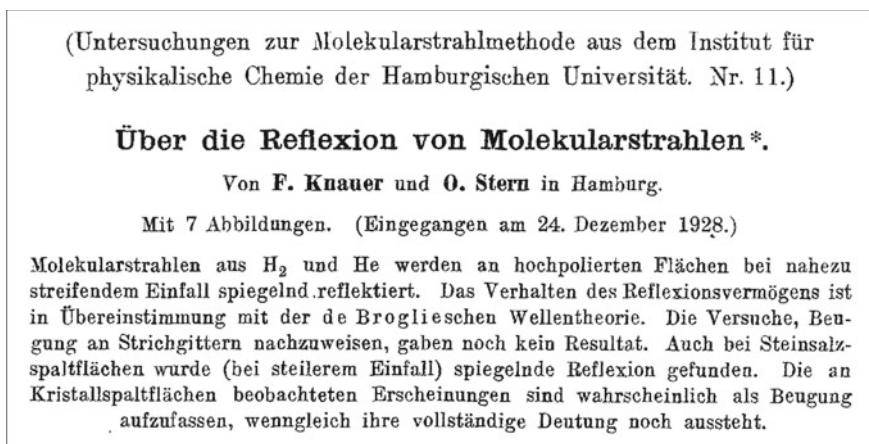 (Untersuchungen zur Molekularstrahlmethode aus dem Institut für
physikalische Chemie der Hamburgischen Universität. Nr. 11.)
Über die Reflexion von Molekularstrahlen*.
Von F. Knauer und O. Stern in Hamburg.
Mit 7 Abbildungen. (Eingegangen am 24. Dezember 1928.)
Molekularstrahlen aus H₂ und He werden an hochpolierten Flächen bei nahezu
streifendem Einfall spiegelnd reflektiert. Das Verhalten des Reflexionsvermögens ist
in Übereinstimmung mit der de Broglieschen Wellentheorie. Die Versuche, Beu-
gung an Strichgittern nachzuweisen, gaben noch kein Resultat. Auch bei Steinsalz-
spaltflächen wurde (bei steilerem Einfall) spiegelnde Reflexion gefunden. Die an
Kristallspaltflächen beobachteten Erscheinungen sind wahrscheinlich als Beugung
aufzufassen, wenngleich ihre vollständige Deutung noch aussteht.